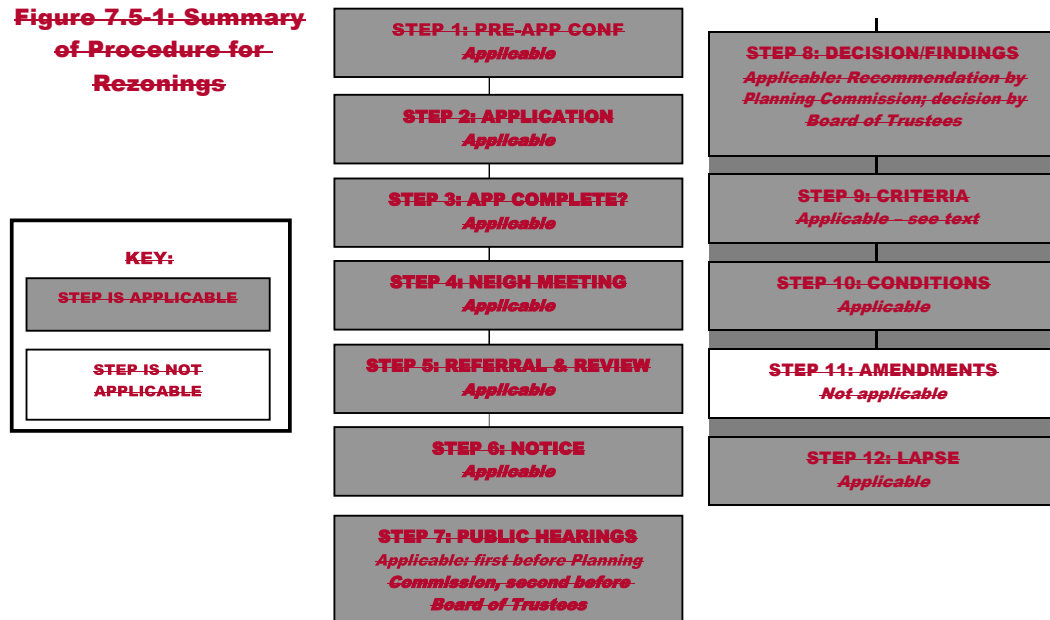 Figure 7.5-1: Summary
of Procedure for
Rezonings
KEY:
STEP IS APPLICABLE
STEP IS NOT
APPLICABLE
STEP 1: PRE-APP CONF
Applicable
STEP 2: APPLICATION
Applicable
STEP 3: APP COMPLETE?
Applicable
STEP 4: NEIGH MEETING
Applicable
STEP 5: REFERRAL & REVIEW
Applicable
STEP 6: NOTICE
Applicable
STEP 7: PUBLIC HEARINGS
Applicable: first before Planning
Commission, second before
Board of Trustees
STEP 8: DECISION/FINDINGS
Applicable: Recommendation by
Planning Commission; decision by
Board of Trustees
STEP 9: CRITERIA
Applicable – see text
STEP 10: CONDITIONS
Applicable
STEP 11: AMENDMENTS
Not applicable
STEP 12: LAPSE
Applicable